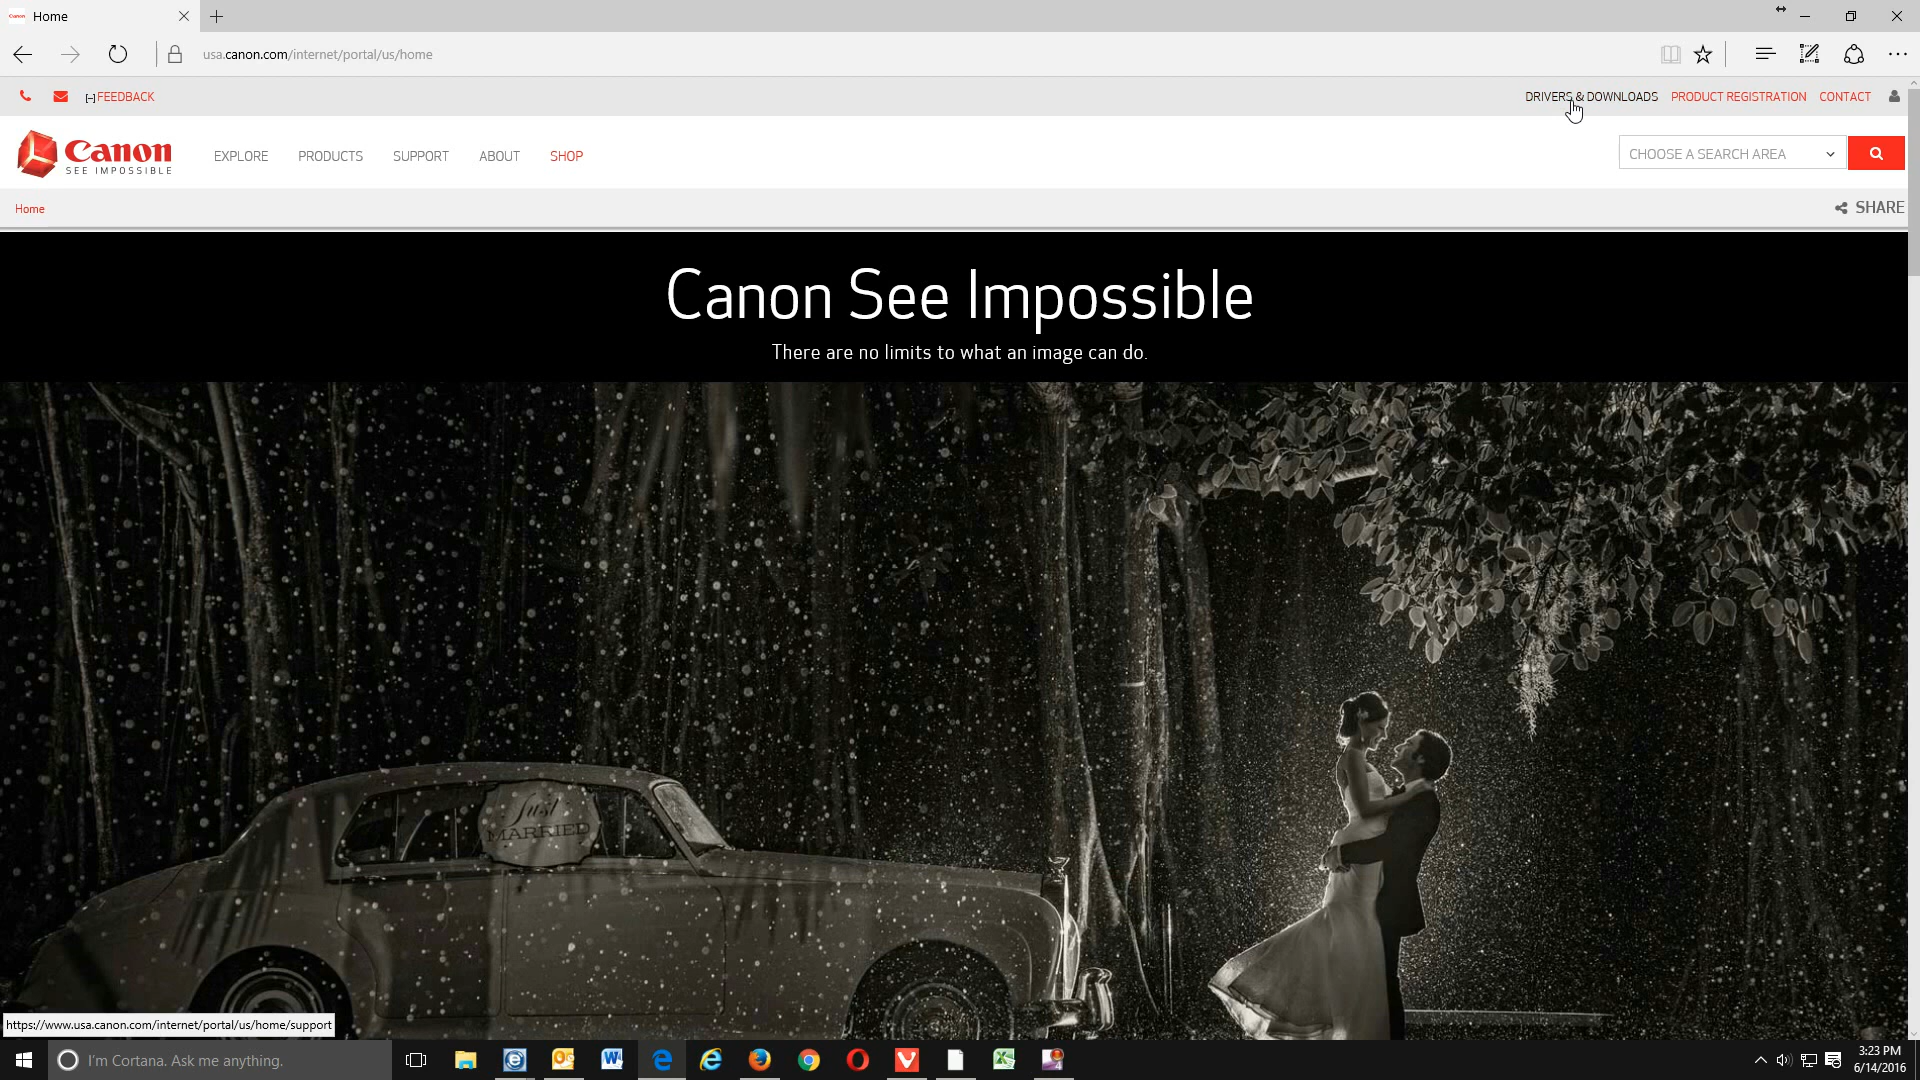 Home
usa.canon.com/internet/portal/us/home
[-] FEEDBACK
DRIVERS & DOWNLOADS PRODUCT REGISTRATION CONTACT
Canon
SEE IMPOSSIBLE
EXPLORE PRODUCTS SUPPORT ABOUT SHOP
CHOOSE A SEARCH AREA
Home
SHARE
Canon See Impossible
There are no limits to what an image can do.
Just
MARRIED
https://www.usa.canon.com/internet/portal/us/home/support
I'm Cortana. Ask me anything.
3:23 PM
6/14/2016